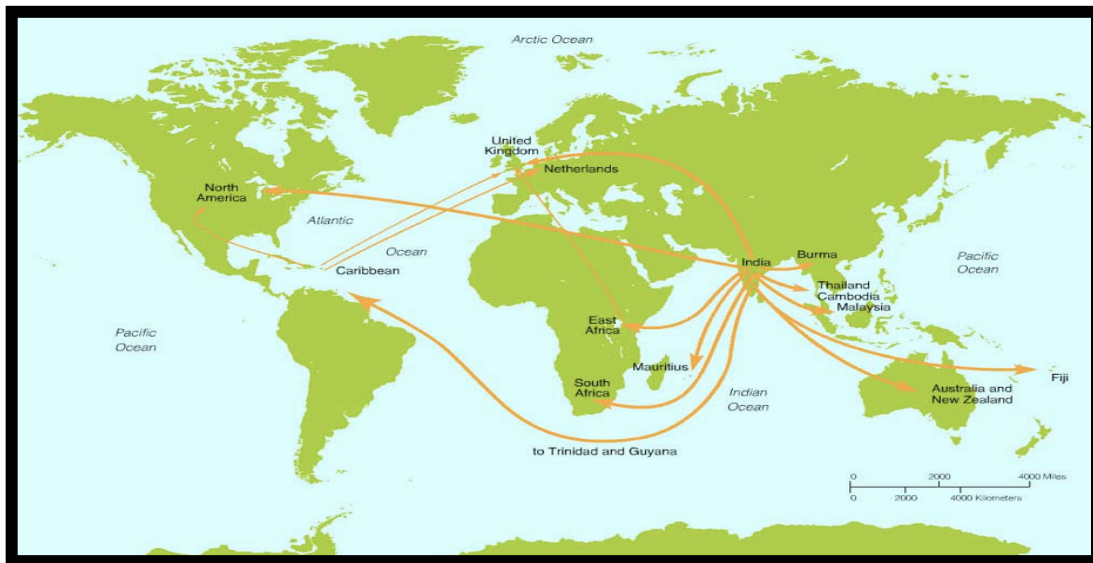 Arctic Ocean
United
Kingdom
Netherlands
North
America
Atlantic
Ocean
Caribbean
Pacific
Ocean
India
Burma
Thailand
Cambodia
Malaysia
Pacific
Ocean
East
Africa
Mauritius
South
Africa
Indian
Ocean
Fiji
Australia and
New Zealand
to Trinidad and Guyana
0 2000 4000 Miles
0 2000 4000 Kilometers